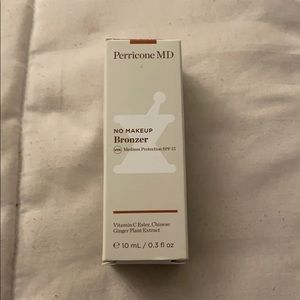 Perricone MD
NO MAKEUP
Bronzer
Medium Protection SPF 15
Vitamin C Ester, Chinese
Ginger Plant Extract
℮ 10 mL / 0.3 fl oz